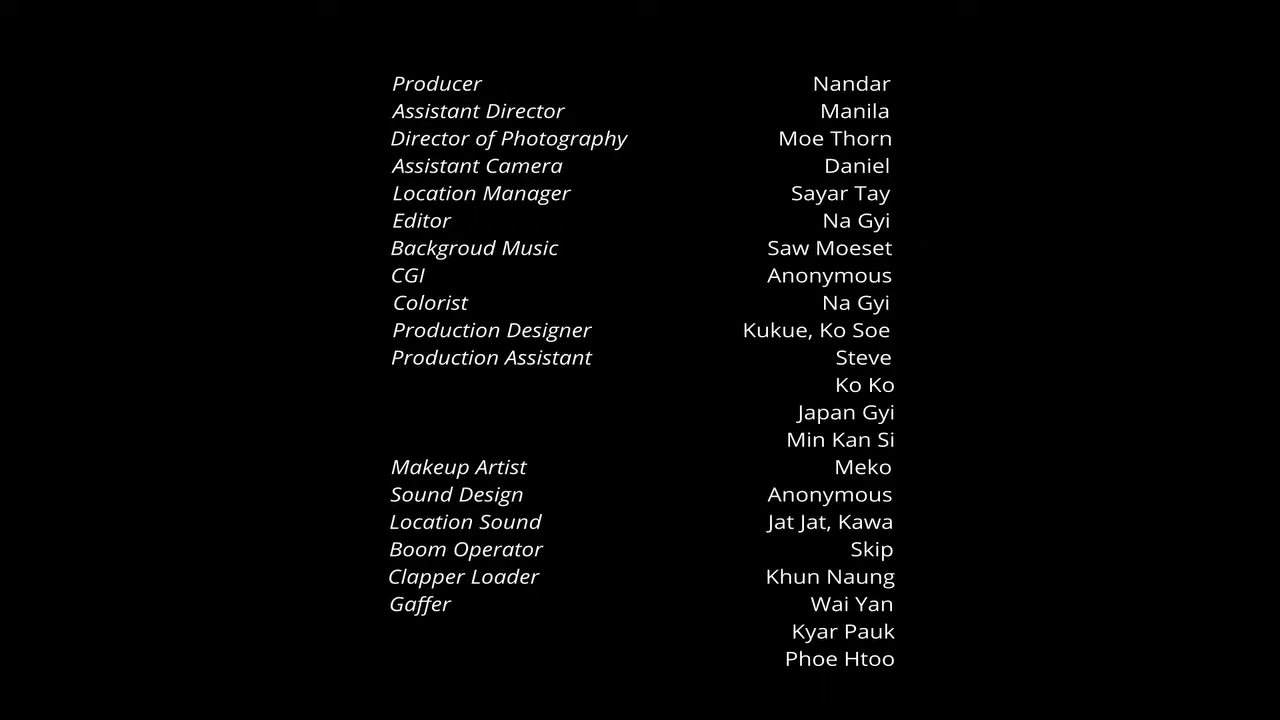 Producer Nandar
Assistant Director Manila
Director of Photography Moe Thorn
Assistant Camera Daniel
Location Manager Sayar Tay
Editor Na Gyi
Backgroud Music Saw Moeset
CGI Anonymous
Colorist Na Gyi
Production Designer Kukue, Ko Soe
Production Assistant Steve
Ko Ko
Japan Gyi
Min Kan Si
Makeup Artist Meko
Sound Design Anonymous
Location Sound Jat Jat, Kawa
Boom Operator Skip
Clapper Loader Khun Naung
Gaffer Wai Yan
Kyar Pauk
Phoe Htoo